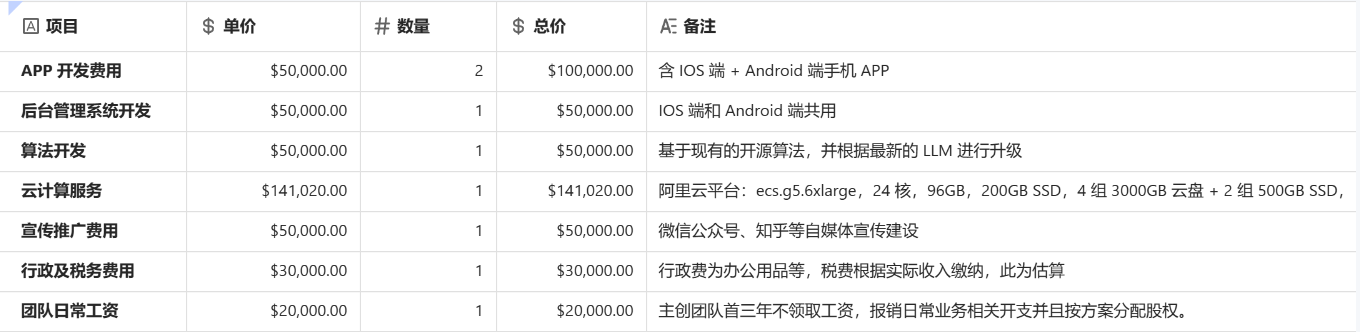 项目 单价 数量 总价 备注
APP 开发费用 $50,000.00 2 $100,000.00 含 IOS 端 + Android 端手机 APP
后台管理系统开发 $50,000.00 1 $50,000.00 IOS 端和 Android 端共用
算法开发 $50,000.00 1 $50,000.00 基于现有的开源算法，并根据最新的 LLM 进行升级
云计算服务 $141,020.00 1 $141,020.00 阿里云平台：ecs.g5.6xlarge，24 核，96GB，200GB SSD，4 组 3000GB 云盘 + 2 组 500GB SSD，
宣传推广费用 $50,000.00 1 $50,000.00 微信公众号、知乎等自媒体宣传建设
行政及税务费用 $30,000.00 1 $30,000.00 行政费为办公用品等，税费根据实际收入缴纳，此为估算
团队日常工资 $20,000.00 1 $20,000.00 主创团队首三年不领取工资，报销日常业务相关开支并且按方案分配股权。